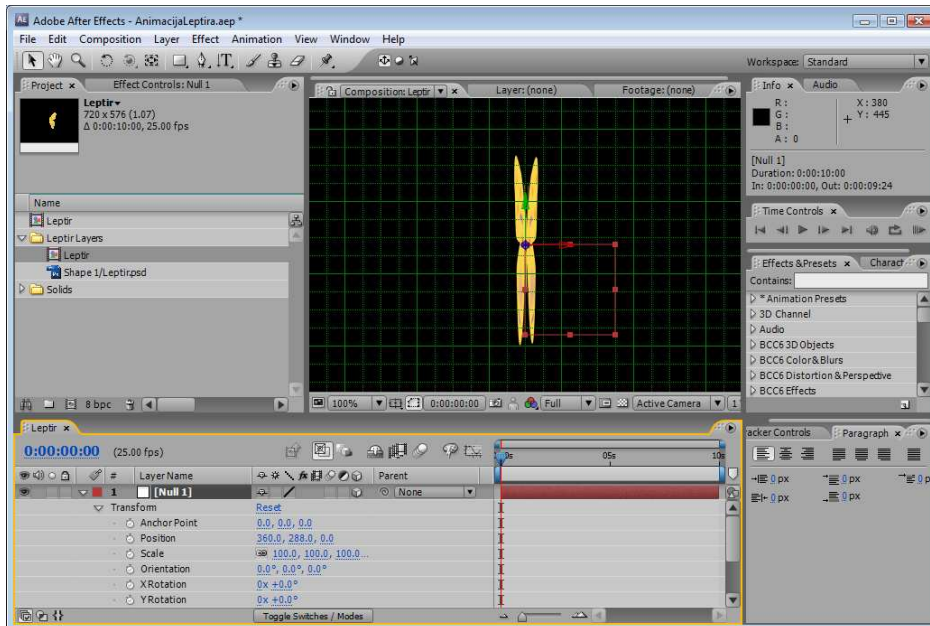 Adobe After Effects - AnimacijaLeptira.aep *
File Edit Composition Layer Effect Animation View Window Help
Workspace: Standard
Project × Effect Controls: Null 1
Leptir
720 x 576 (1.07)
Δ 0:00:10:00, 25.00 fps
Name
Leptir
Leptir Layers
Leptir
Shape 1/Leptir.psd
Solids
8 bpc
Composition: Leptir × Layer: (none) Footage: (none)
100% 0:00:00:00 Full Active Camera 1
Info × Audio
R : X : 380
G : Y : 445
B :
A : 0
[Null 1]
Duration: 0:00:10:00
In: 0:00:00:00, Out: 0:00:09:24
Time Controls ×
Effects & Presets × Charact
Contains:
* Animation Presets
3D Channel
Audio
BCC6 3D Objects
BCC6 Color & Blurs
BCC6 Distortion & Perspective
BCC6 Effects
Leptir ×
0:00:00:00 (25.00 fps)
0s 05s 10s
# Layer Name Parent
1 [Null 1] None
Transform Reset
Anchor Point 0.0, 0.0, 0.0
Position 360.0, 288.0, 0.0
Scale 100.0, 100.0, 100.0...
Orientation 0.0°, 0.0°, 0.0°
X Rotation 0x +0.0°
Y Rotation 0x +0.0°
Toggle Switches / Modes
racker Controls Paragraph ×
0 px 0 px 0 p
0 px 0 px